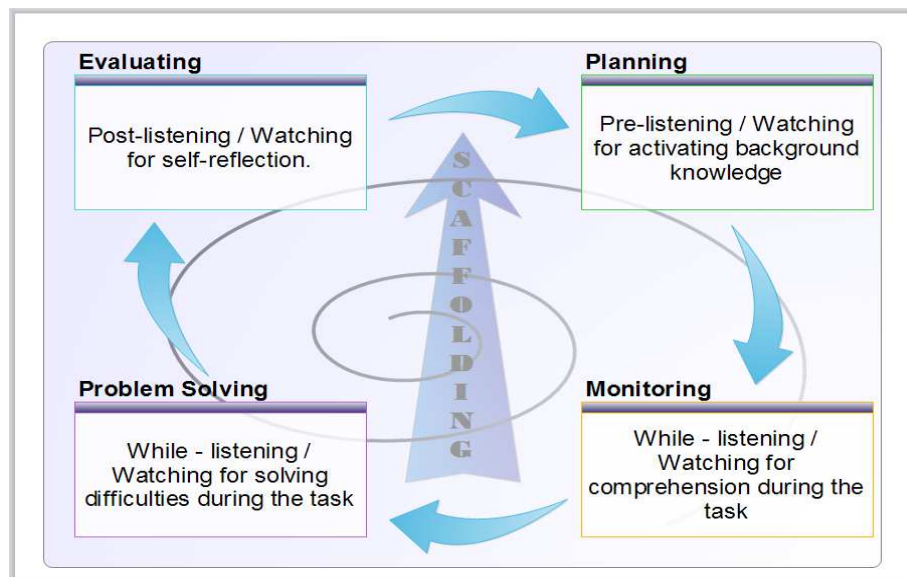 Evaluating
Post-listening / Watching
for self-reflection.
Planning
Pre-listening / Watching
for activating background
knowledge
SCAFFOLDING
Problem Solving
While - listening /
Watching for solving
difficulties during the task
Monitoring
While - listening /
Watching for
comprehension during the
task